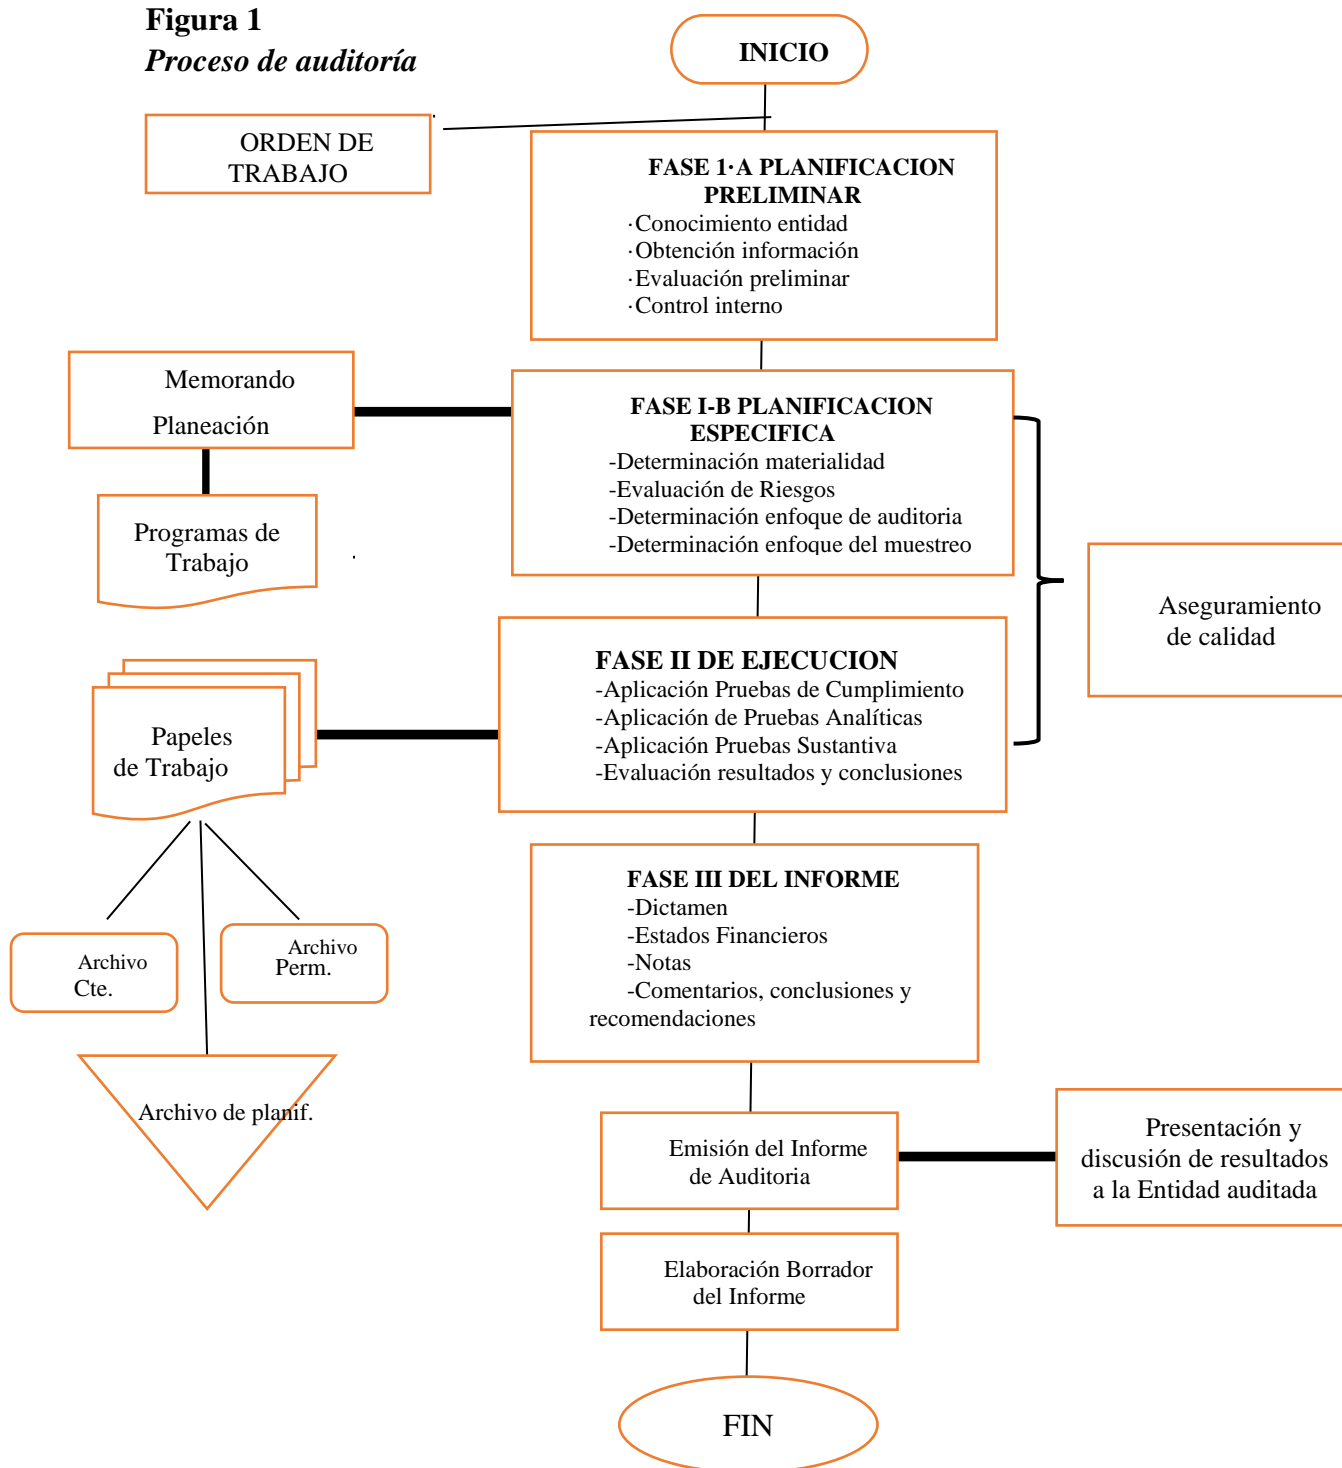 Figura 1
Proceso de auditoría
INICIO
ORDEN DE
TRABAJO
FASE 1·A PLANIFICACION
PRELIMINAR
·Conocimiento entidad
·Obtención información
·Evaluación preliminar
·Control interno
Memorando
Planeación
FASE I-B PLANIFICACION
ESPECIFICA
-Determinación materialidad
-Evaluación de Riesgos
-Determinación enfoque de auditoria
-Determinación enfoque del muestreo
Programas de
Trabajo
Aseguramiento
de calidad
FASE II DE EJECUCION
-Aplicación Pruebas de Cumplimiento
-Aplicación de Pruebas Analíticas
-Aplicación Pruebas Sustantiva
-Evaluación resultados y conclusiones
Papeles
de Trabajo
FASE III DEL INFORME
-Dictamen
-Estados Financieros
-Notas
-Comentarios, conclusiones y
recomendaciones
Archivo
Cte.
Archivo
Perm.
Archivo de planif.
Emisión del Informe
de Auditoria
Presentación y
discusión de resultados
a la Entidad auditada
Elaboración Borrador
del Informe
FIN